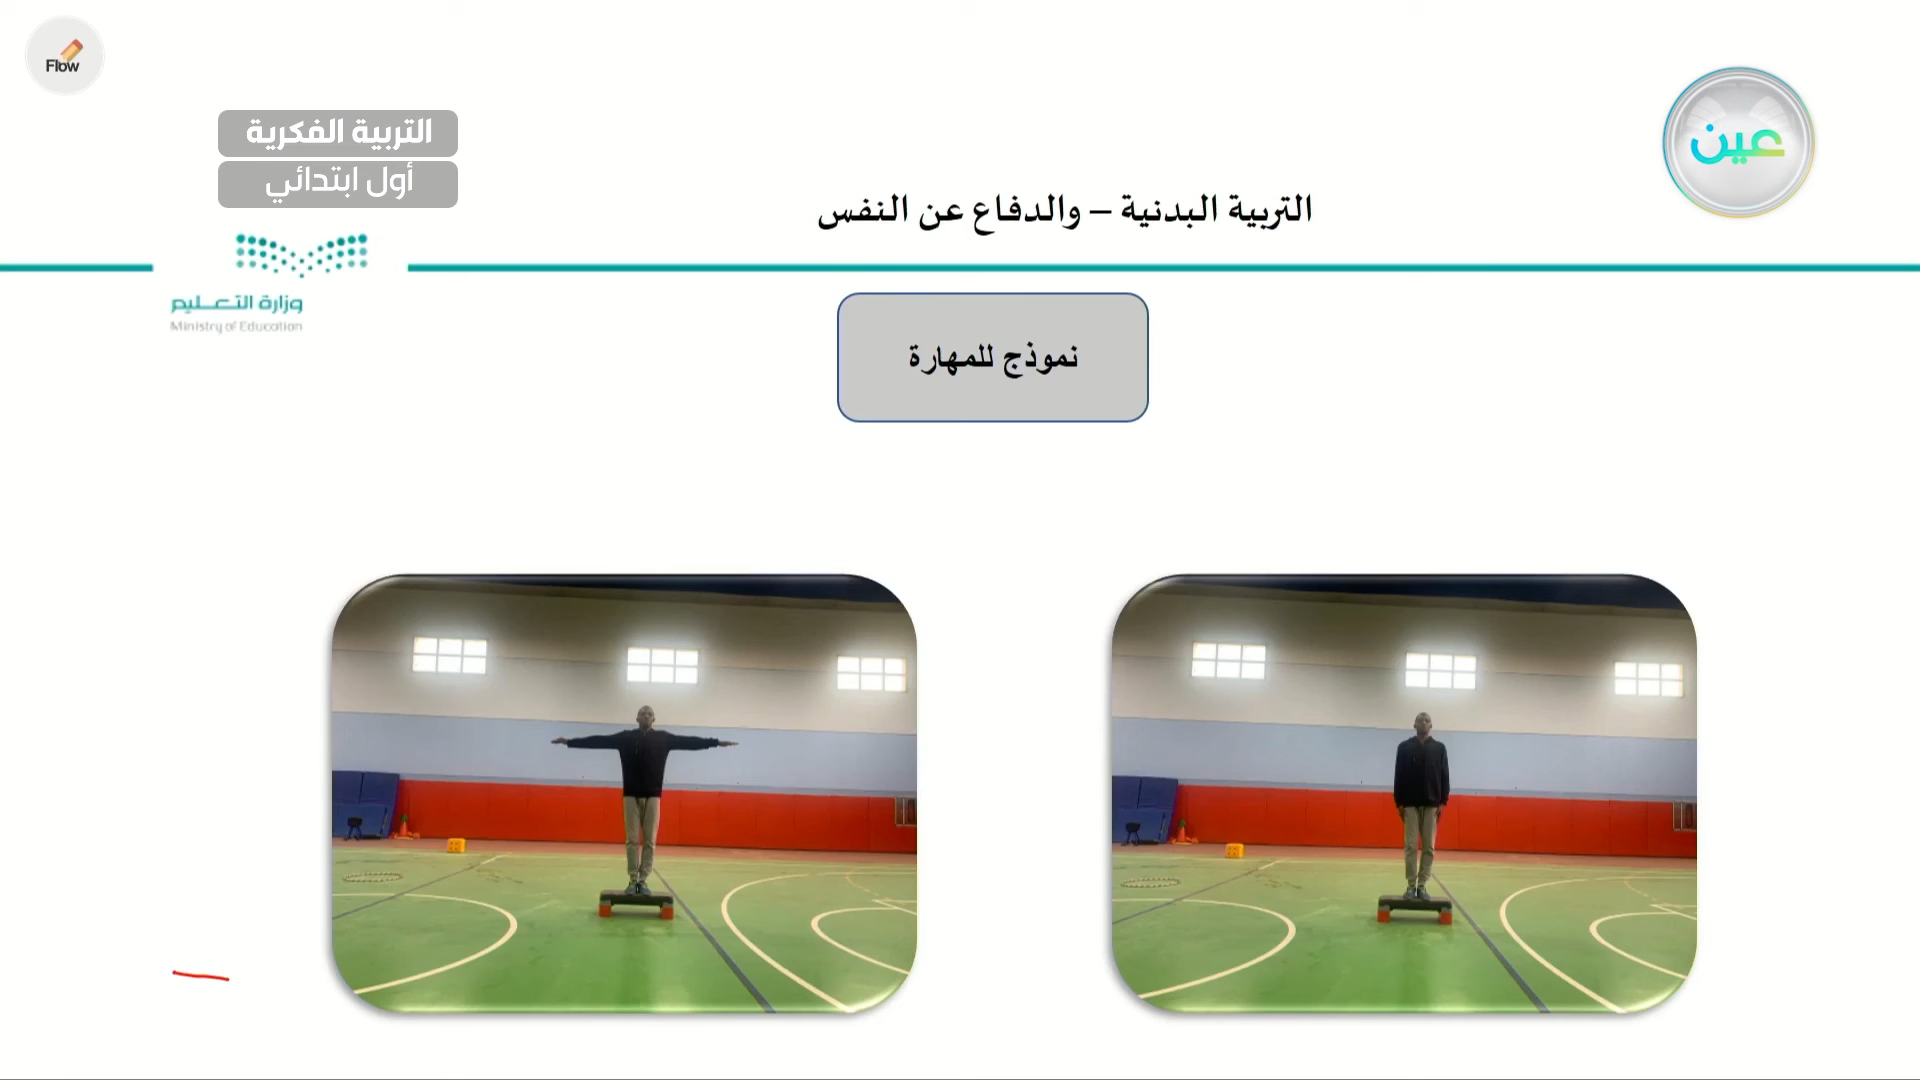 Flow
التربية الفكرية
أول ابتدائي
عين
التربية البدنية – والدفاع عن النفس
وزارة التعليم
Ministry of Education
نموذج للمهارة